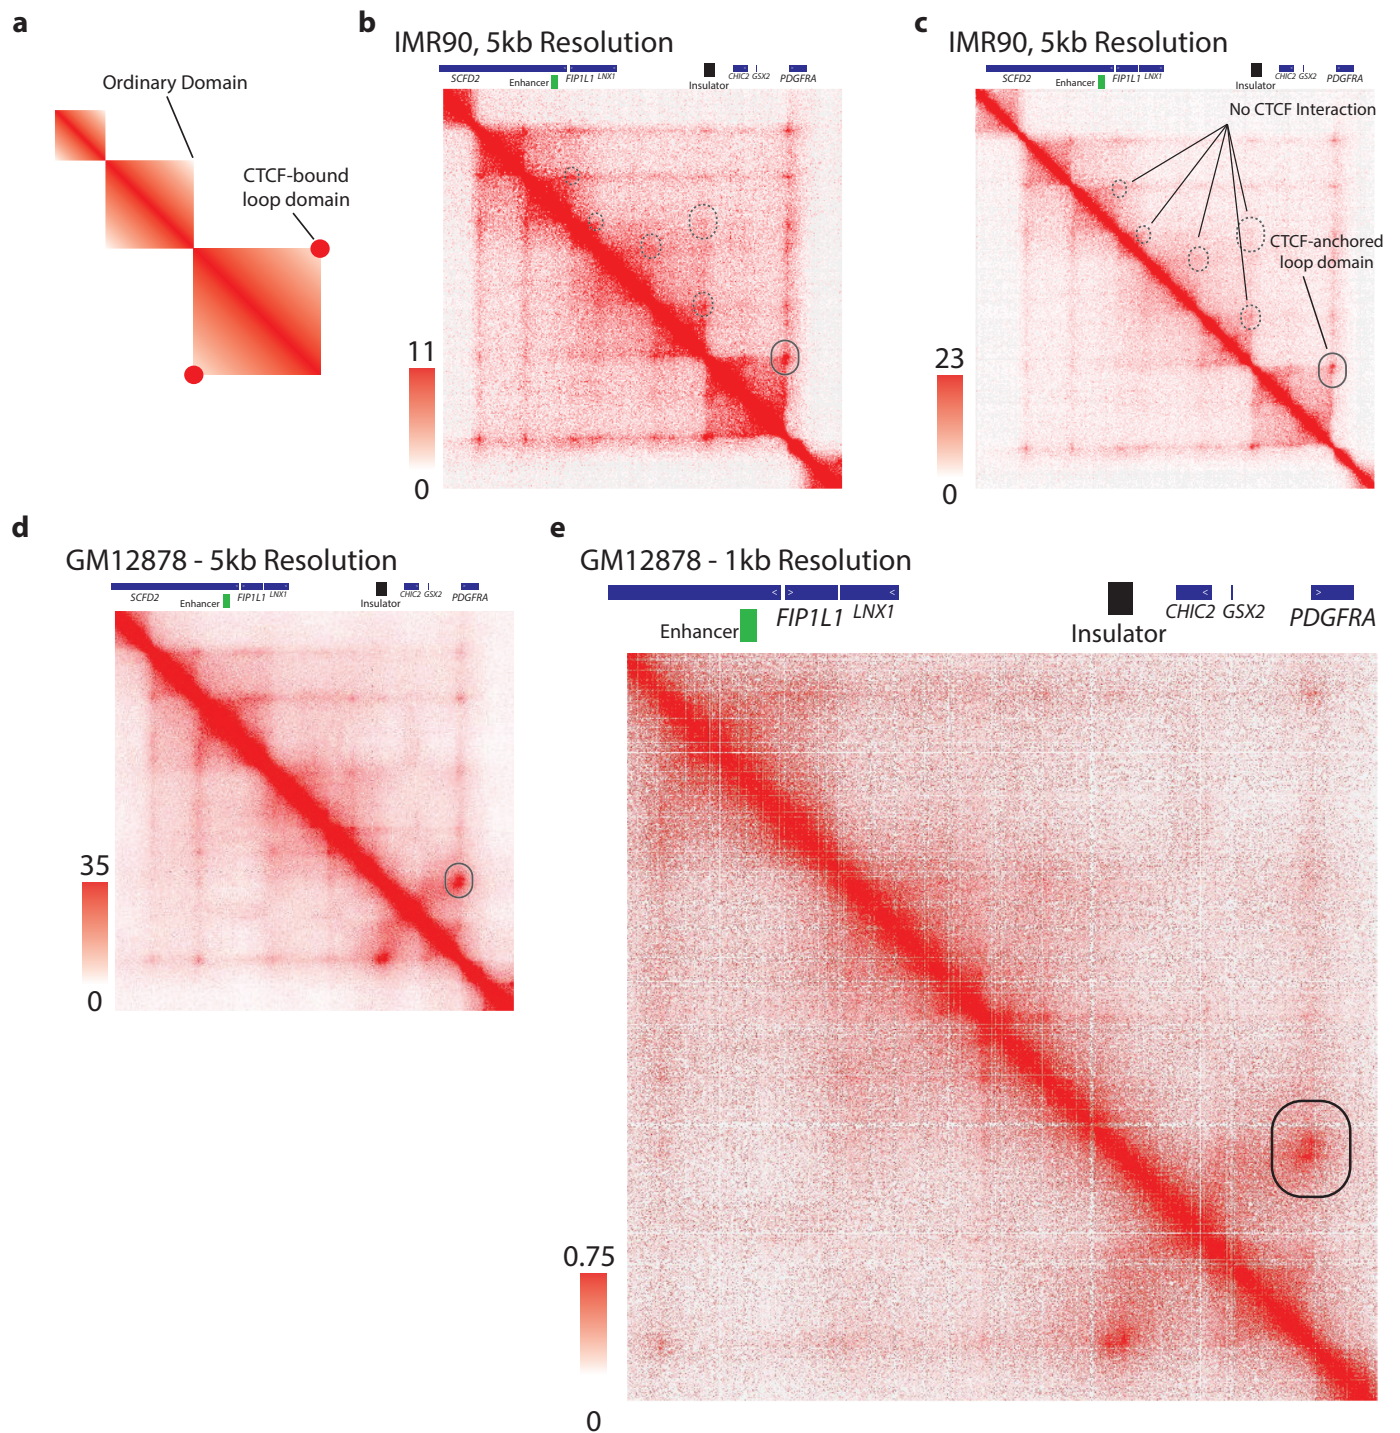 a
Ordinary Domain
CTCF-bound
loop domain
b
IMR90, 5kb Resolution
SCFD2
FIP1L1
LNX1
CHIC2
GSX2
PDGFRA
Enhancer
Insulator
11
0
c
IMR90, 5kb Resolution
SCFD2
FIP1L1
LNX1
CHIC2
GSX2
PDGFRA
Enhancer
Insulator
No CTCF Interaction
CTCF-anchored
loop domain
23
0
d
GM12878 - 5kb Resolution
SCFD2
FIP1L1
LNX1
CHIC2
GSX2
PDGFRA
Enhancer
Insulator
35
0
e
GM12878 - 1kb Resolution
< > < < >
FIP1L1
LNX1
CHIC2
GSX2
PDGFRA
Enhancer
Insulator
0.75
0